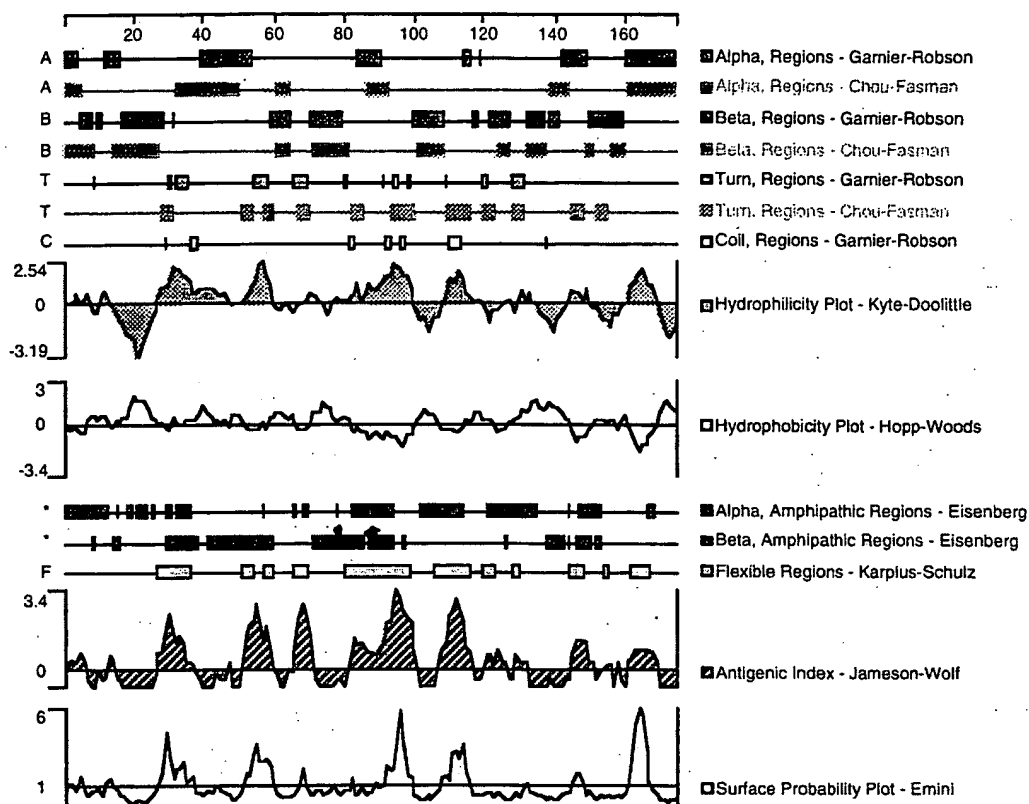 20 40 60 80 100 120 140 160
A Alpha, Regions - Garnier-Robson
A Alpha, Regions - Chou-Fasman
B Beta, Regions - Garnier-Robson
B Beta, Regions - Chou-Fasman
T Turn, Regions - Garnier-Robson
T Turn, Regions - Chou-Fasman
C Coil, Regions - Garnier-Robson
2.54
0 Hydrophilicity Plot - Kyte-Doolittle
-3.19
3
0 Hydrophobicity Plot - Hopp-Woods
-3.4
* Alpha, Amphipathic Regions - Eisenberg
* Beta, Amphipathic Regions - Eisenberg
F Flexible Regions - Karplus-Schulz
3.4
0 Antigenic Index - Jameson-Wolf
6
1 Surface Probability Plot - Emini